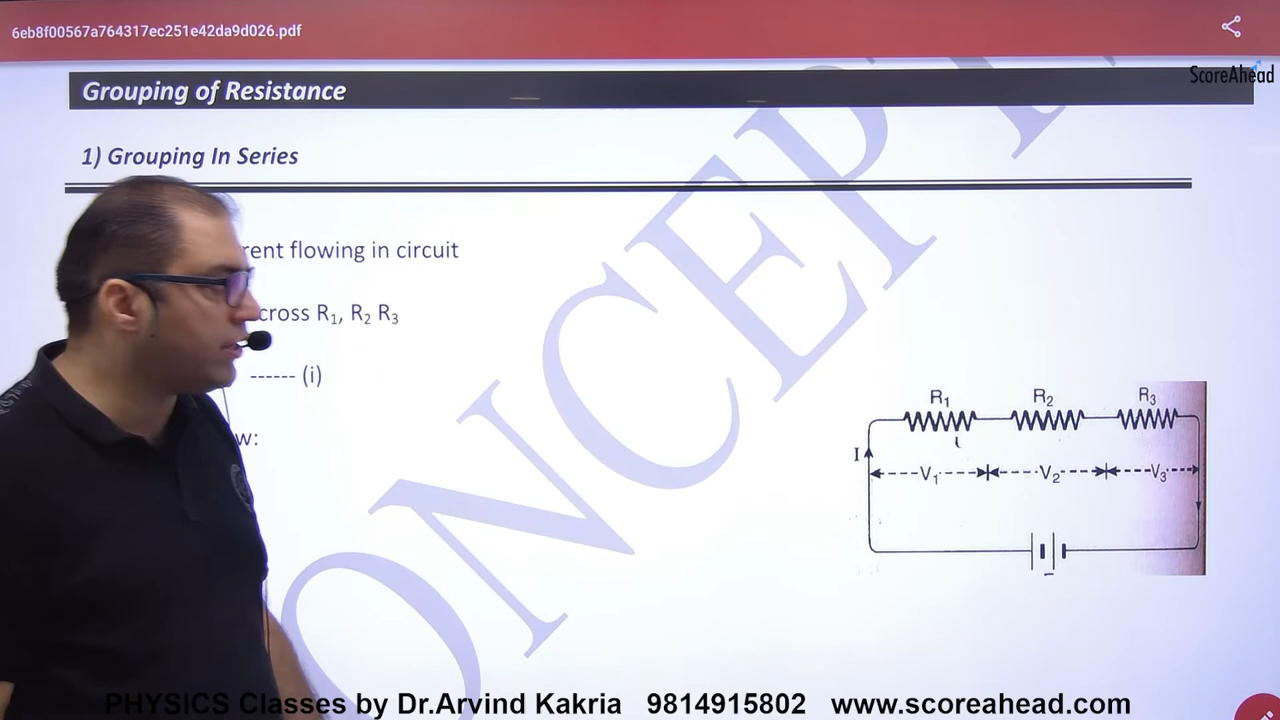 6eb8f00567a764317ec251e42da9d026.pdf
ScoreAhead
Grouping of Resistance
1) Grouping In Series
rent flowing in circuit
cross R₁, R₂ R₃
------ (i)
w:
R₁ R₂ R₃
I
V₁ V₂ V₃
ONCEPT
PHYSICS Classes by Dr.Arvind Kakria 9814915802 www.scoreahead.com